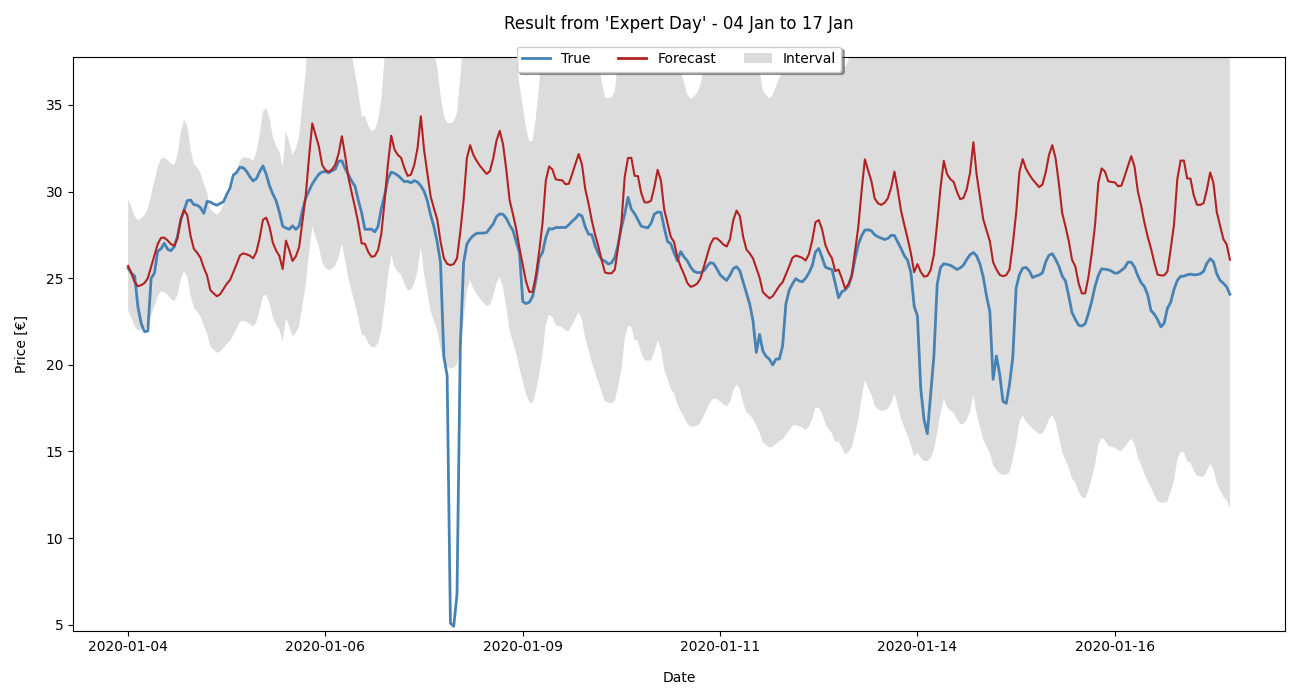 Result from 'Expert Day' - 04 Jan to 17 Jan
True Forecast Interval
35
30
25
20
15
10
5
Price [€]
2020-01-04 2020-01-06 2020-01-09 2020-01-11 2020-01-14 2020-01-16
Date